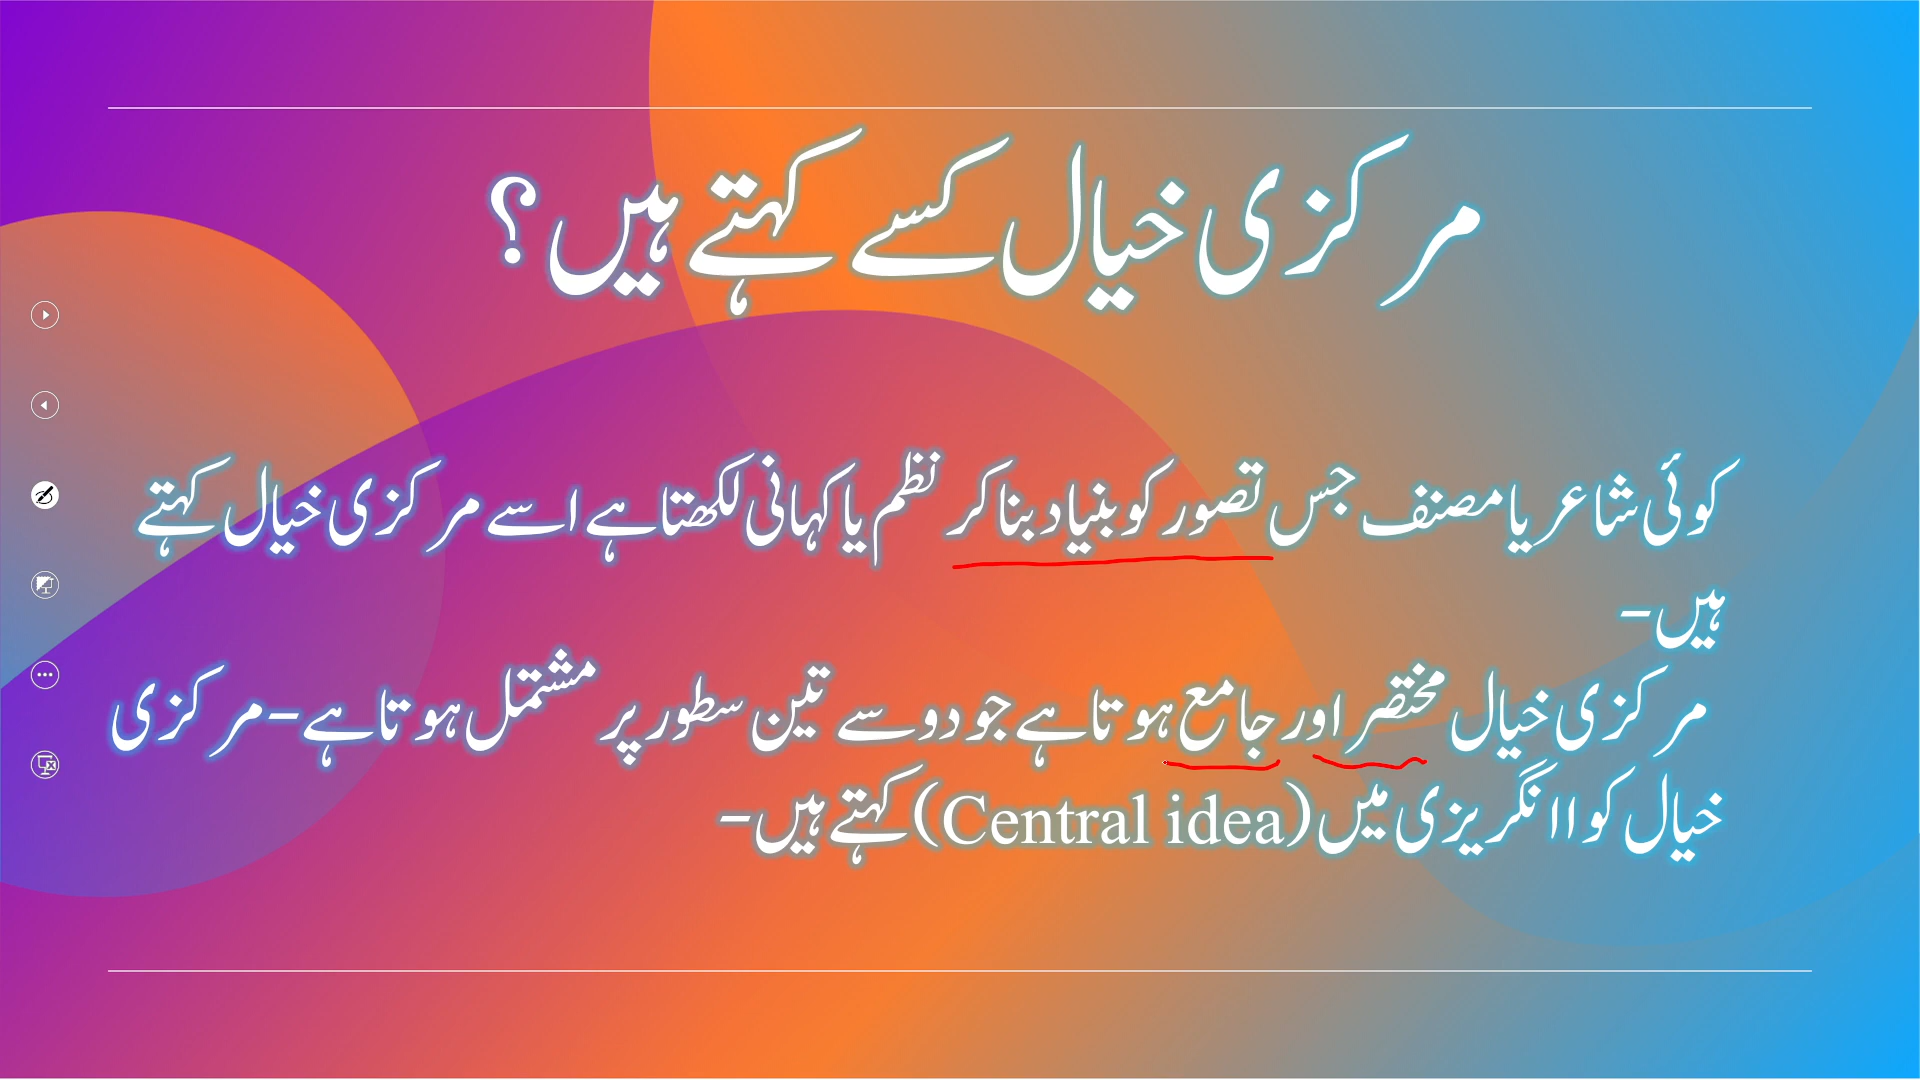 مرکزی خیال کسے کہتے ہیں؟
کوئی شاعر یا مصنف جس تصور کو بنیاد بنا کر نظم یا کہانی لکھتا ہے اسے مرکزی خیال کہتے
ہیں-
مرکزی خیال مختصر اور جامع ہوتا ہے جو دو سے تین سطور پر مشتمل ہوتا ہے-مرکزی
خیال کو اانگریزی میں (Central idea) کہتے ہیں-